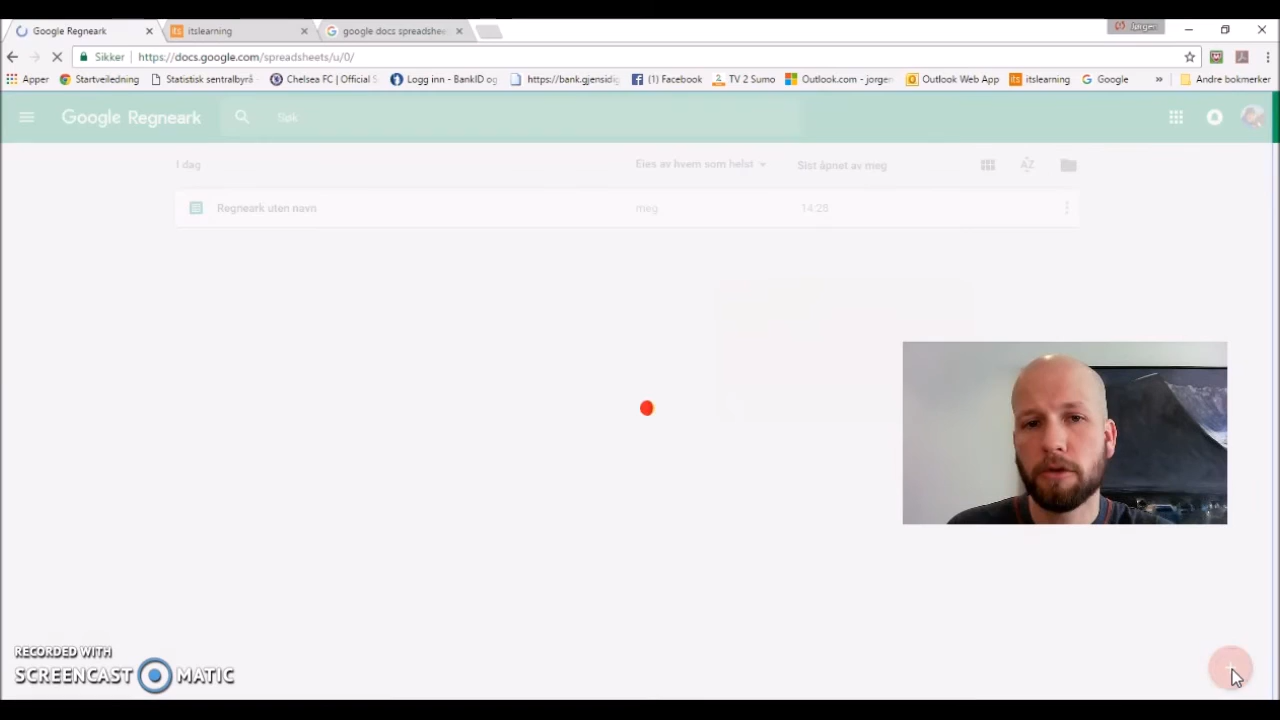 Google Regneark
itslearning
google docs spreadshee
Jørgen
Sikker
https://docs.google.com/spreadsheets/u/0/
Apper
Startveiledning
Statistisk sentralbyrå
Chelsea FC | Official S
Logg inn - BankID og
https://bank.gjensidig
(1) Facebook
TV 2 Sumo
Outlook.com - jorgen
Outlook Web App
itslearning
Google
»
Andre bokmerker
Google Regneark
Søk
I dag
Eies av hvem som helst
Sist åpnet av meg
AZ
Regneark uten navn
meg
14:28
RECORDED WITH
SCREENCAST MATIC